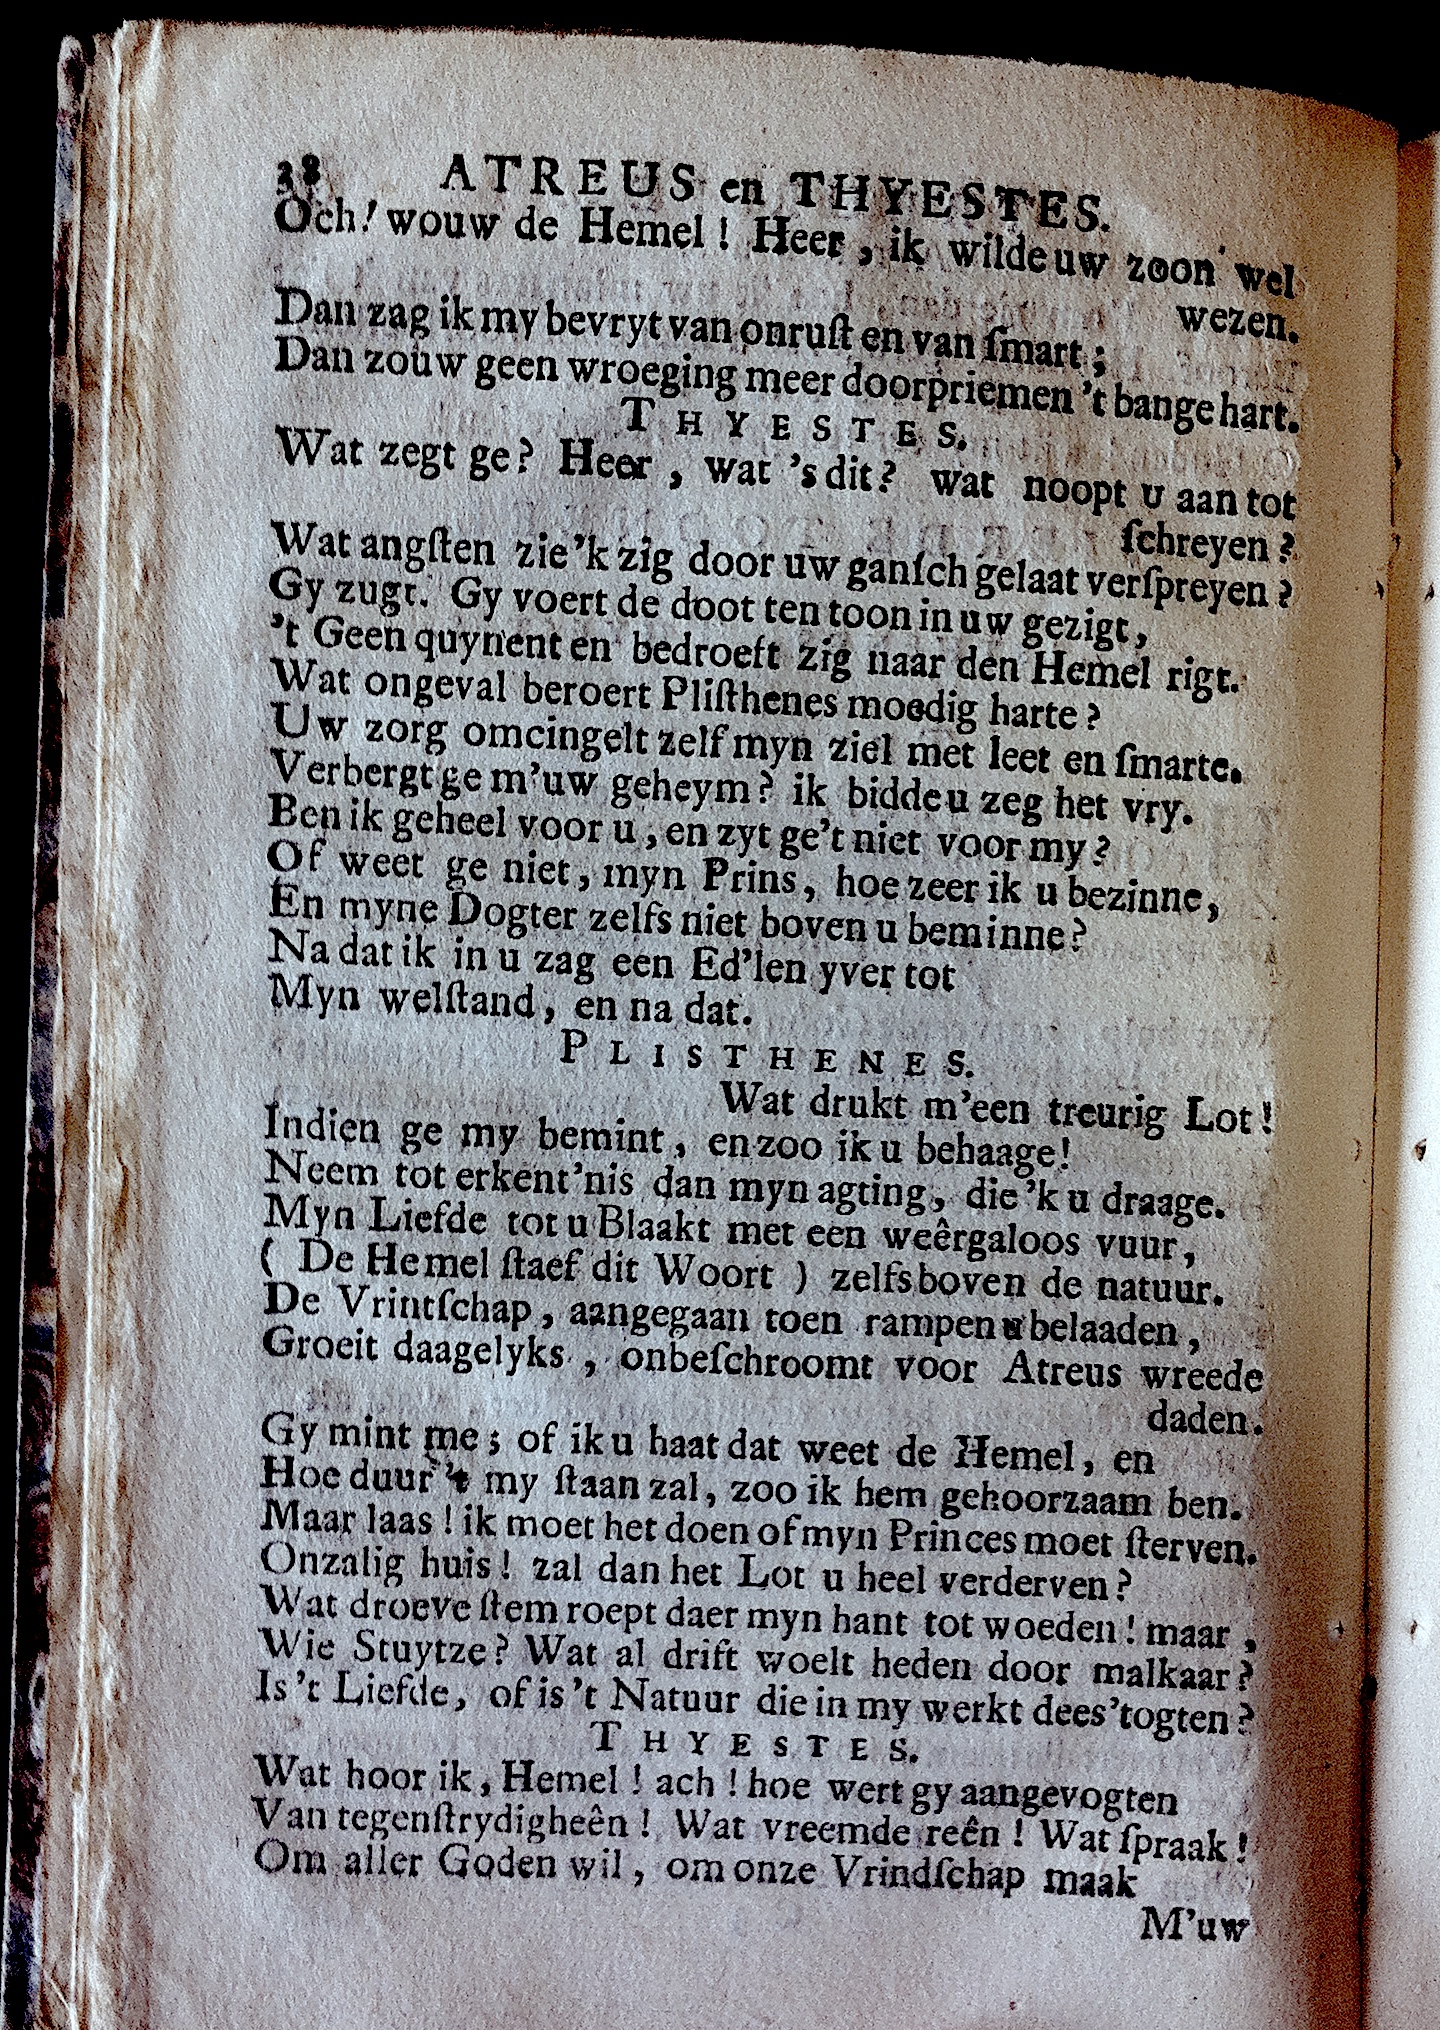 38 ATREUS en THYESTES.
Och! wouw de Hemel! Heer, ik wilde uw zoon wel
wezen.
Dan zag ik my bevryt van onruſt en van ſmart;
Dan zouw geen wroeging meer doorpriemen 't bange hart.
THYESTES.
Wat zegt ge? Heer, wat 's dit? wat noopt u aan tot
ſchreyen?
Wat angſten zie 'k zig door uw ganſch gelaat verſpreyen?
Gy zugt. Gy voert de doot ten toon in uw gezigt,
't Geen quynent en bedroeft zig naar den Hemel rigt.
Wat ongeval beroert Pliſthenes moedig harte?
Uw zorg omcingelt zelf myn ziel met leet en ſmarte.
Verbergt ge m'uw geheym? ik bidde u zeg het vry.
Ben ik geheel voor u, en zyt ge't niet voor my?
Of weet ge niet, myn Prins, hoe zeer ik u bezinne,
En myne Dogter zelfs niet boven u beminne?
Na dat ik in u zag een Ed'len yver tot
Myn welſtand, en na dat.
PLISTHENES.
Wat drukt m'een treurig Lot!
Indien ge my bemint, en zoo ik u behaage!
Neem tot erkent'nis dan myn agting, die 'k u draage.
Myn Liefde tot u Blaakt met een weêrgaloos vuur,
( De Hemel ſtaef dit Woort ) zelfs boven de natuur.
De Vrintſchap, aangegaan toen rampen u belaaden,
Groeit daagelyks, onbeſchroomt voor Atreus wreede
daden.
Gy mint me; of ik u haat dat weet de Hemel, en
Hoe duur 't my ſtaan zal, zoo ik hem gehoorzaam ben.
Maar laas! ik moet het doen of myn Princes moet ſterven.
Onzalig huis! zal dan het Lot u heel verderven?
Wat droeve ſtem roept daer myn hant tot woeden! maar,
Wie Stuytze? Wat al drift woelt heden door malkaar?
Is 't Liefde, of is 't Natuur die in my werkt dees'togten?
THYESTES.
Wat hoor ik, Hemel! ach! hoe wert gy aangevogten
Van tegenſtrydigheên! Wat vreemde reên! Wat ſpraak!
Om aller Goden wil, om onze Vrindſchap maak
M'uw